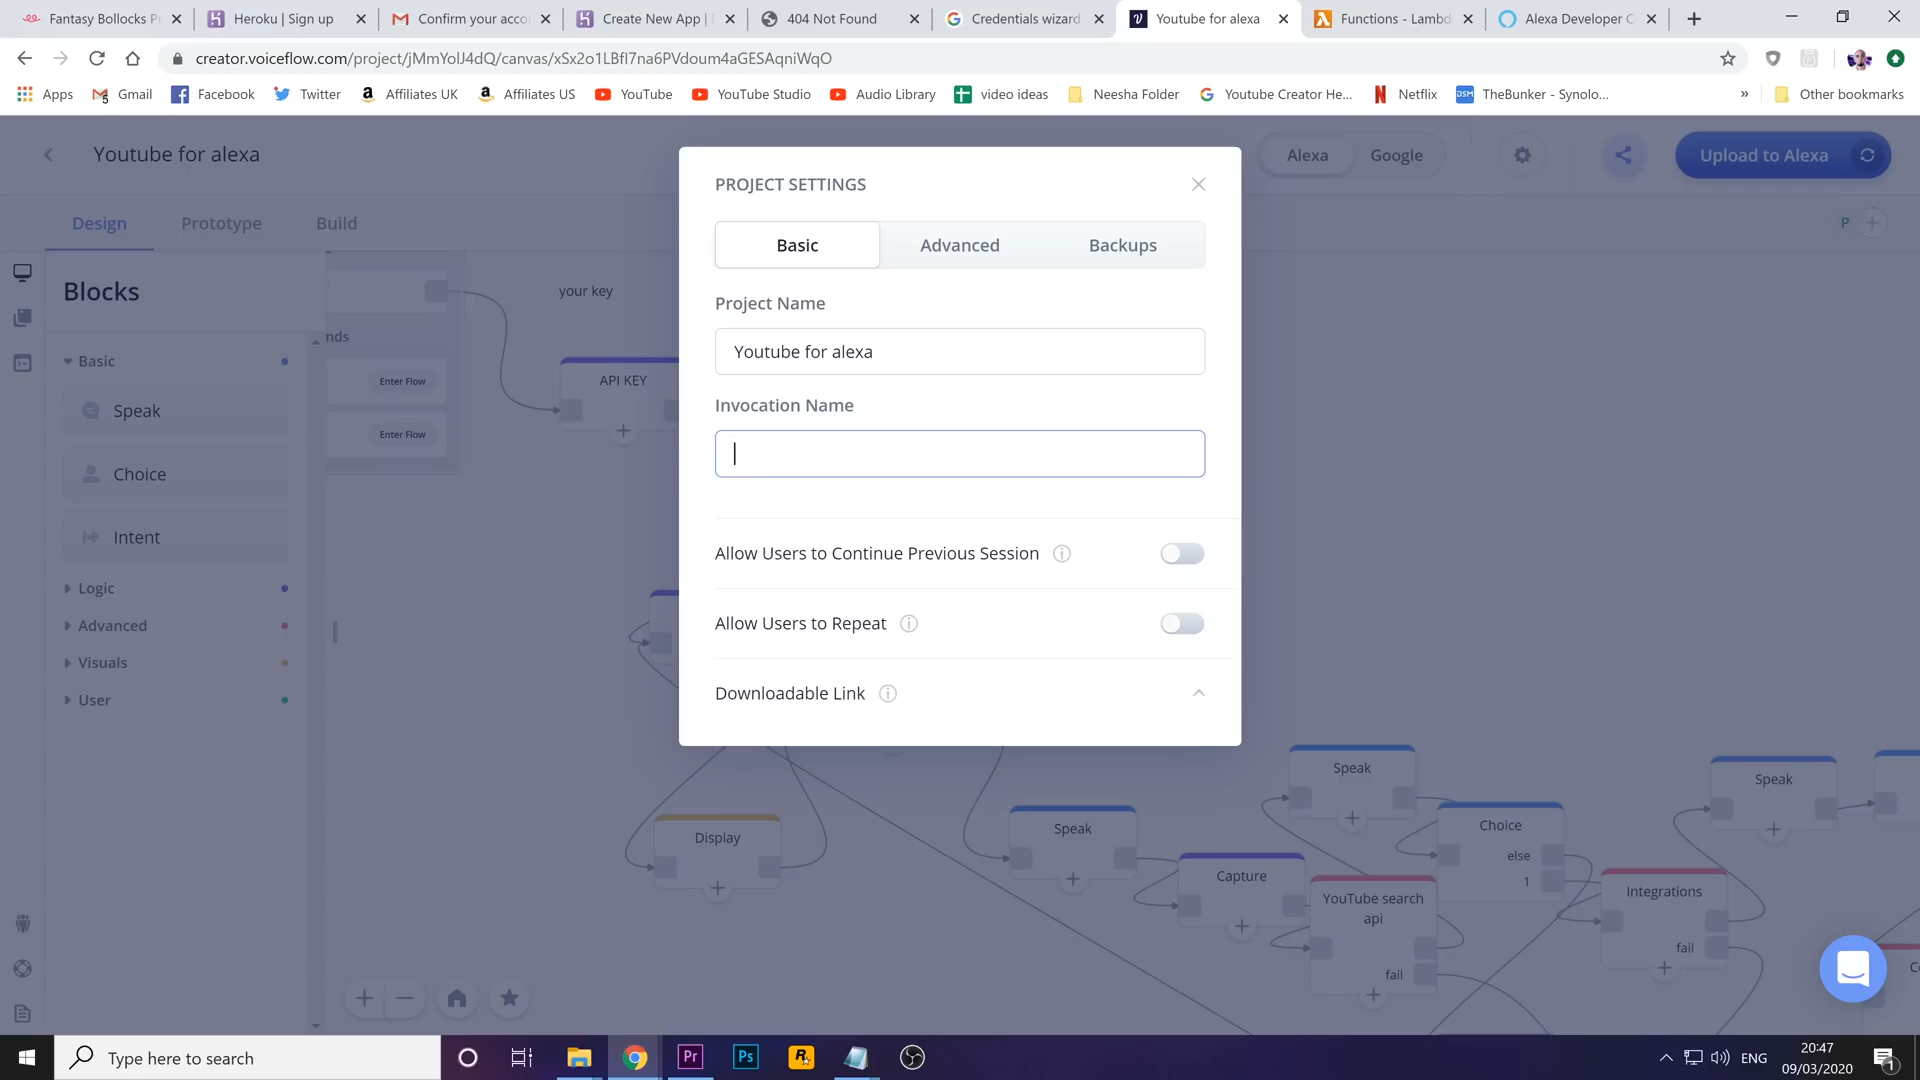 Fantasy Bollocks P
Heroku | Sign up
Confirm your acco
Create New App |
404 Not Found
Credentials wizard
Youtube for alexa
Functions - Lambd
Alexa Developer C
creator.voiceflow.com/project/jMmYolJ4dQ/canvas/xSx2o1LBfl7na6PVdoum4aGESAqniWqO
Apps
Gmail
Facebook
Twitter
Affiliates UK
Affiliates US
YouTube
YouTube Studio
Audio Library
video ideas
Neesha Folder
Youtube Creator He...
Netflix
DSM
TheBunker - Synolo...
»
Other bookmarks
Youtube for alexa
Alexa
Google
Upload to Alexa
Design
Prototype
Build
P
Blocks
Basic
Speak
Choice
Intent
Logic
Advanced
Visuals
User
nds
Enter Flow
Enter Flow
your key
API KEY
PROJECT SETTINGS
Basic
Advanced
Backups
Project Name
Youtube for alexa
Invocation Name
Allow Users to Continue Previous Session
Allow Users to Repeat
Downloadable Link
Display
Speak
Capture
YouTube search
api
fail
Speak
Choice
else
1
Integrations
fail
Speak
Co
Type here to search
Pr
Ps
R
ENG
20:47
09/03/2020
1